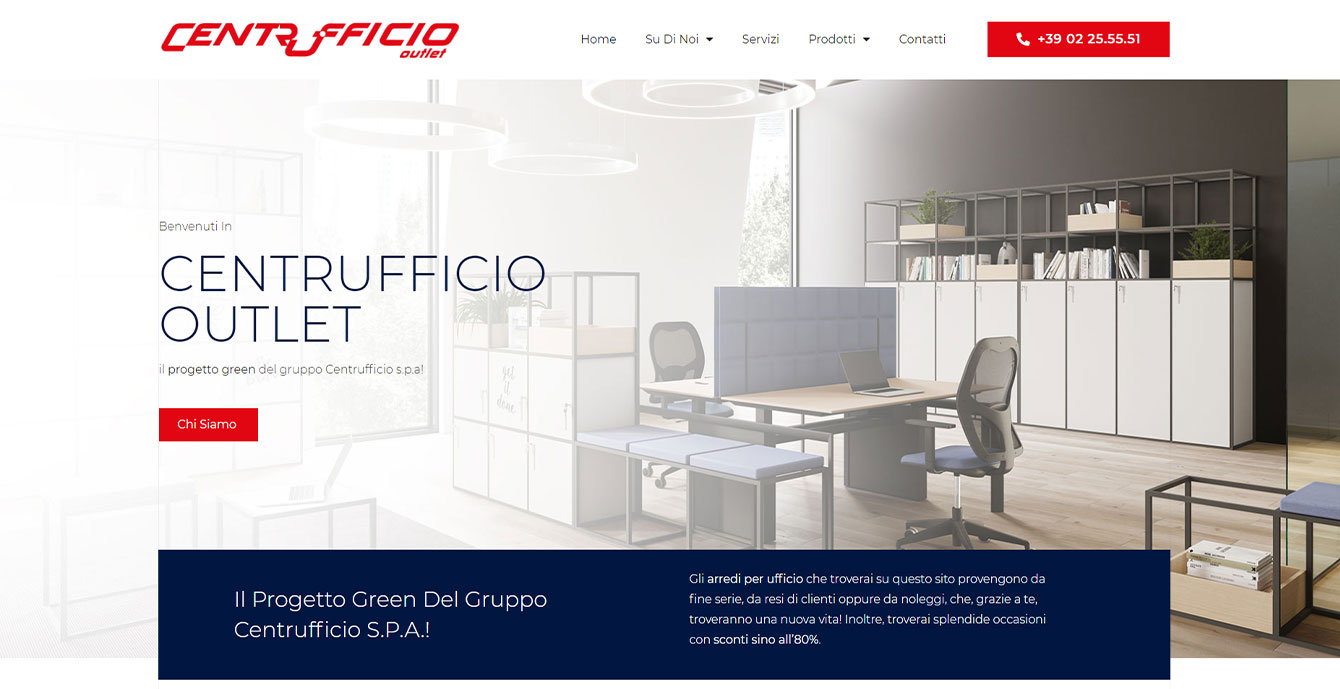 CENTRUFFICIO
outlet
Home
Su Di Noi
Servizi
Prodotti
Contatti
+39 02 25.55.51
Benvenuti In
CENTRUFFICIO
OUTLET
il progetto green del gruppo Centrufficio s.p.a!
get
it
done
Chi Siamo
Il Progetto Green Del Gruppo
Centrufficio S.P.A.!
Gli arredi per ufficio che troverai su questo sito provengono da
fine serie, da resi di clienti oppure da noleggi, che, grazie a te,
troveranno una nuova vita! Inoltre, troverai splendide occasioni
con sconti sino all'80%.